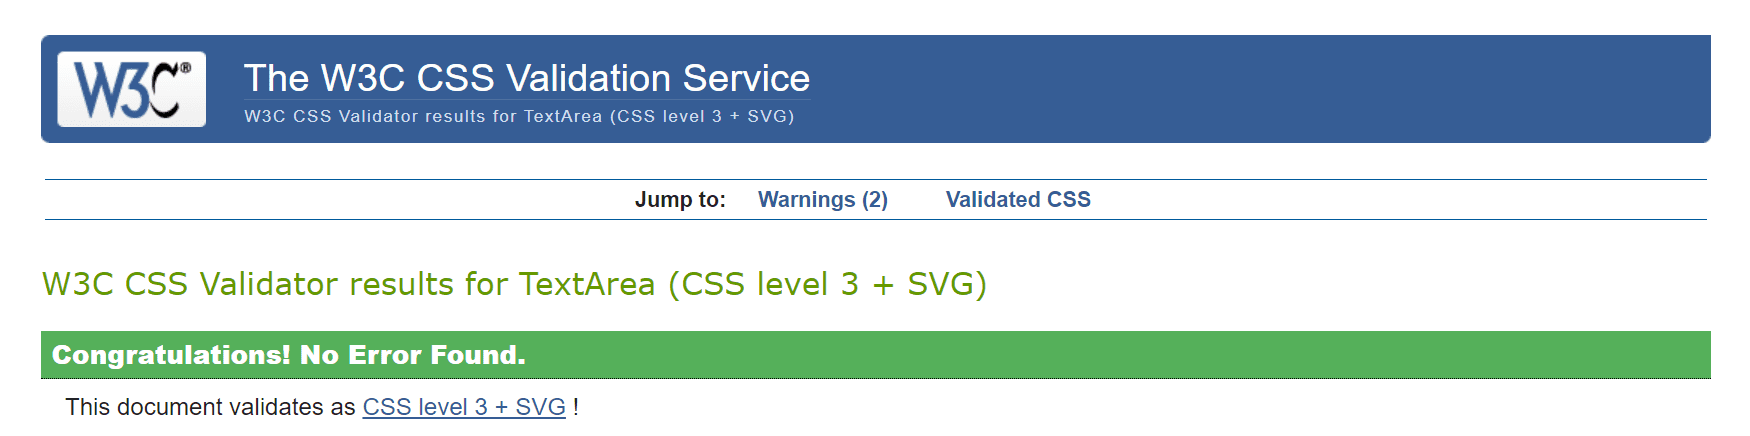 W3C®
The W3C CSS Validation Service
W3C CSS Validator results for TextArea (CSS level 3 + SVG)
Jump to: Warnings (2) Validated CSS
W3C CSS Validator results for TextArea (CSS level 3 + SVG)
Congratulations! No Error Found.
This document validates as CSS level 3 + SVG !